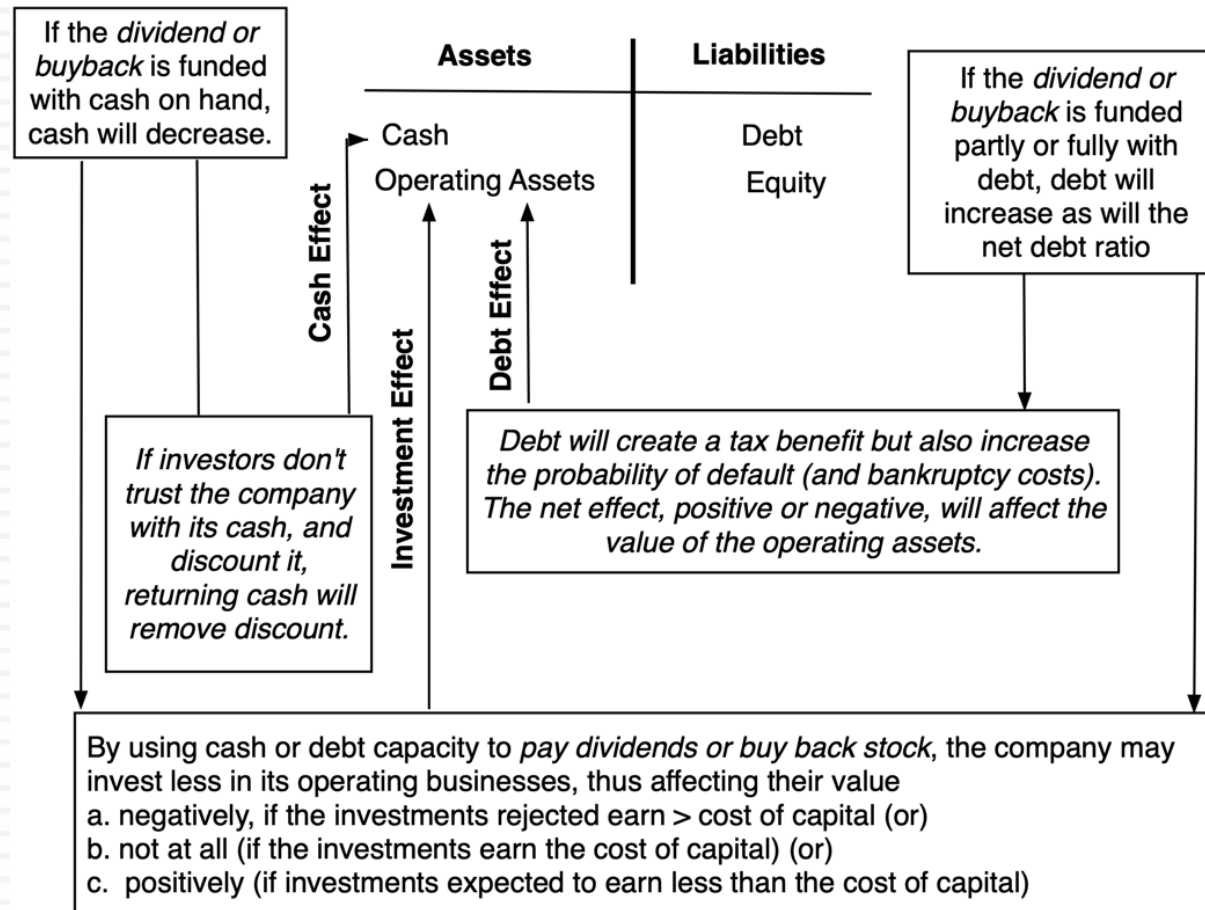 If the dividend or
buyback is funded
with cash on hand,
cash will decrease.
Assets
Liabilities
Cash
Debt
Operating Assets
Equity
If the dividend or
buyback is funded
partly or fully with
debt, debt will
increase as will the
net debt ratio
Cash Effect
Investment Effect
Debt Effect
If investors don't
trust the company
with its cash, and
discount it,
returning cash will
remove discount.
Debt will create a tax benefit but also increase
the probability of default (and bankruptcy costs).
The net effect, positive or negative, will affect the
value of the operating assets.
By using cash or debt capacity to pay dividends or buy back stock, the company may
invest less in its operating businesses, thus affecting their value
a. negatively, if the investments rejected earn > cost of capital (or)
b. not at all (if the investments earn the cost of capital) (or)
c. positively (if investments expected to earn less than the cost of capital)